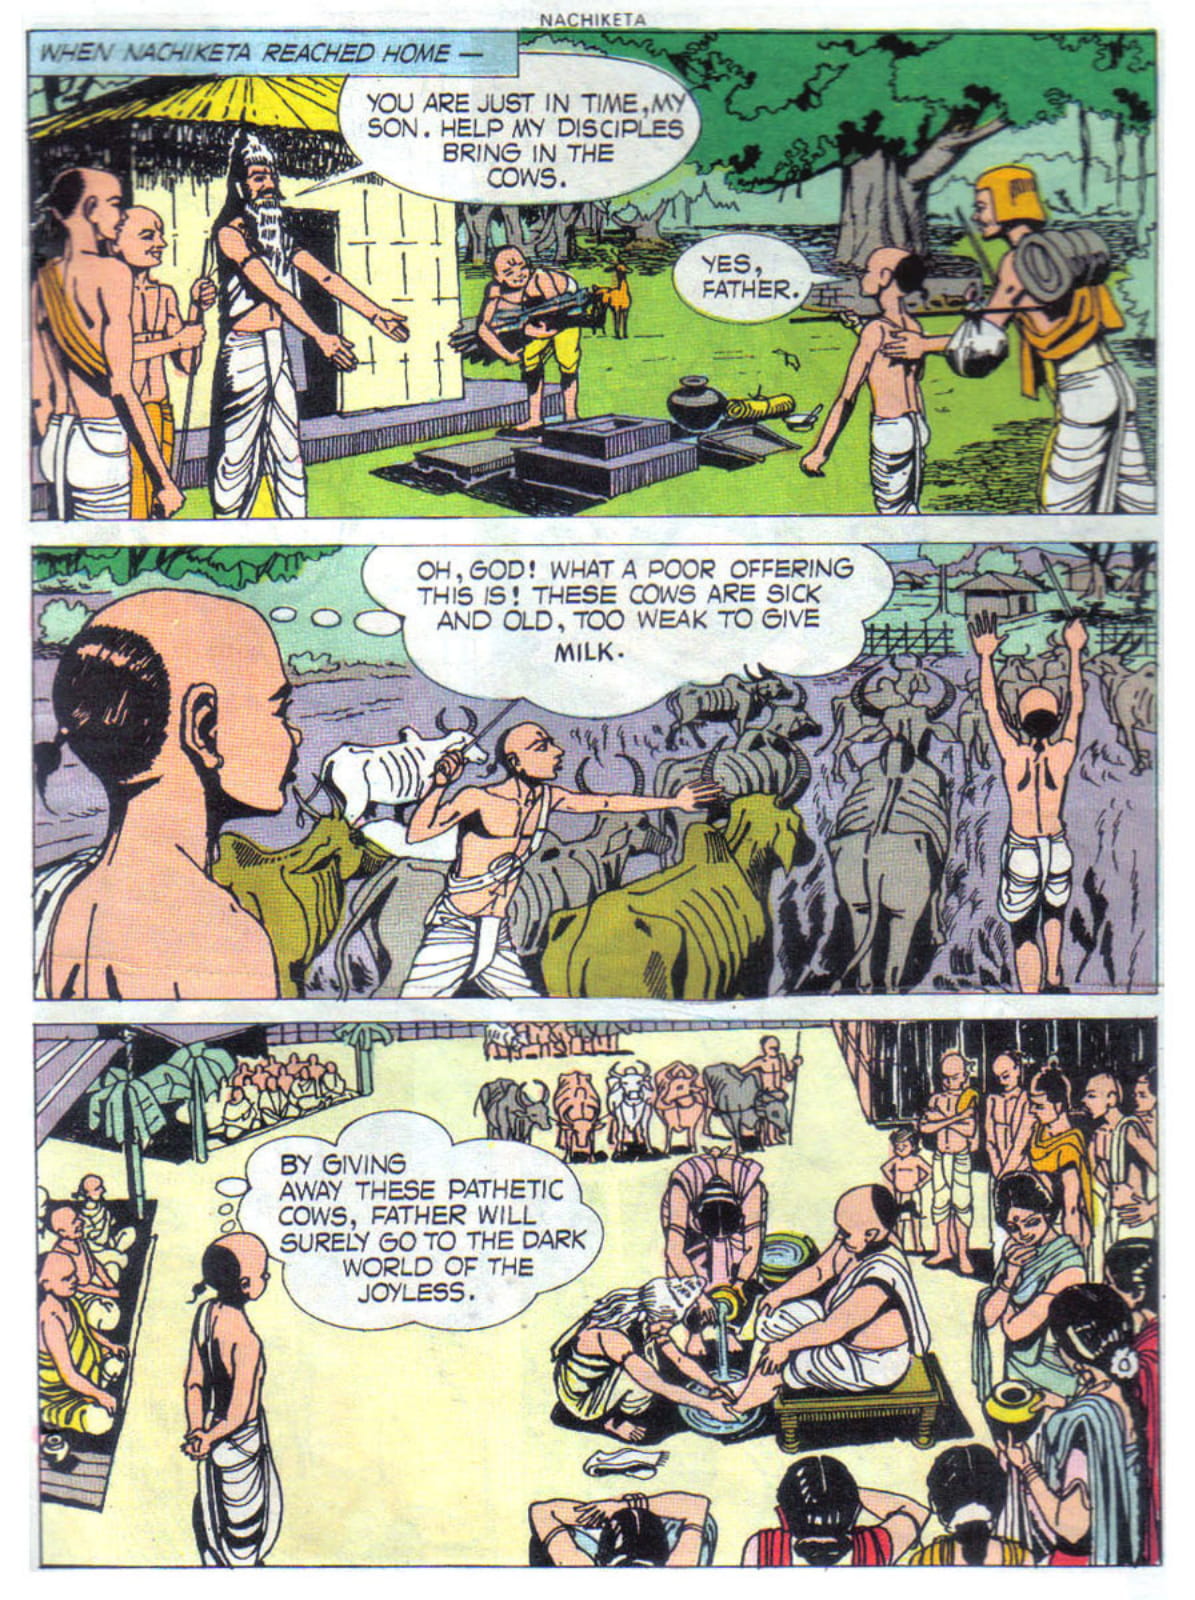 NACHIKETA
WHEN NACHIKETA REACHED HOME —
YOU ARE JUST IN TIME, MY
SON. HELP MY DISCIPLES
BRING IN THE
COWS.
YES,
FATHER.
OH, GOD! WHAT A POOR OFFERING
THIS IS! THESE COWS ARE SICK
AND OLD, TOO WEAK TO GIVE
MILK.
BY GIVING
AWAY THESE PATHETIC
COWS, FATHER WILL
SURELY GO TO THE DARK
WORLD OF THE
JOYLESS.